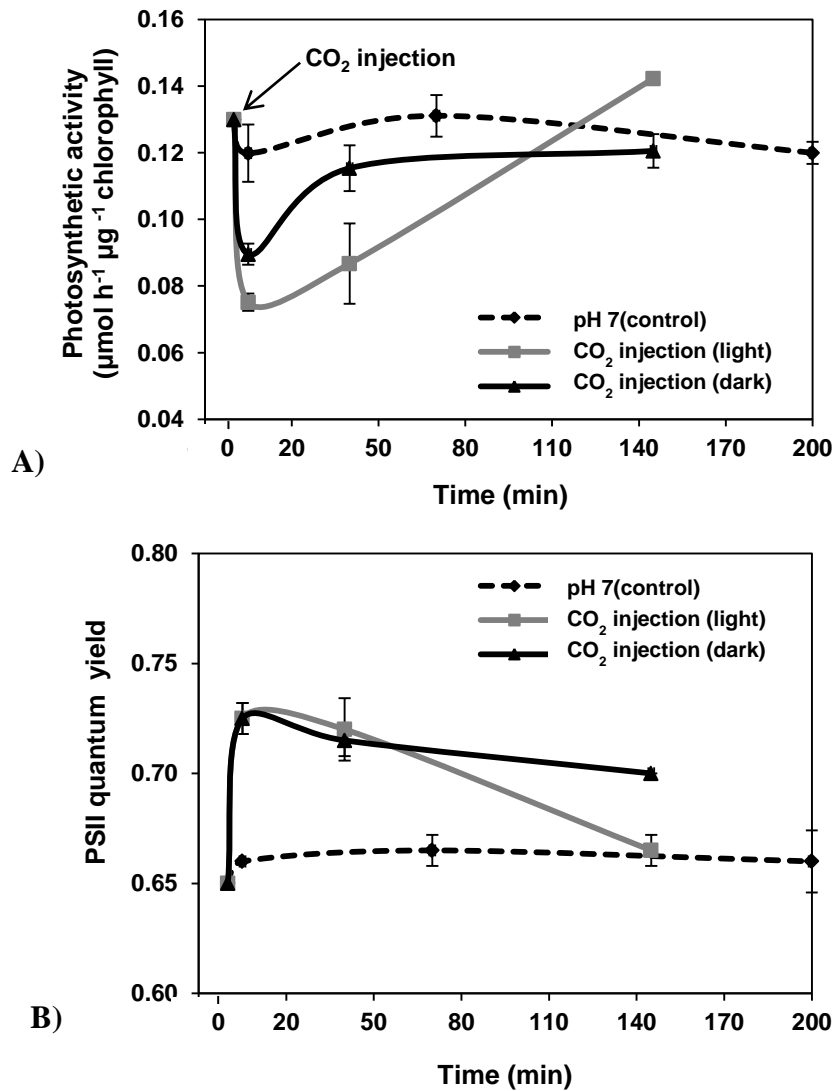 0.16
0.14
0.12
0.10
0.08
0.06
0.04
Photosynthetic activity
(μmol h⁻¹ μg ⁻¹ chlorophyll)
CO₂ injection
pH 7(control)
CO₂ injection (light)
CO₂ injection (dark)
0 20 50 80 110 140 170 200
A)
Time (min)
0.80
0.75
0.70
0.65
0.60
PSII quantum yield
pH 7(control)
CO₂ injection (light)
CO₂ injection (dark)
0 20 50 80 110 140 170 200
B)
Time (min)